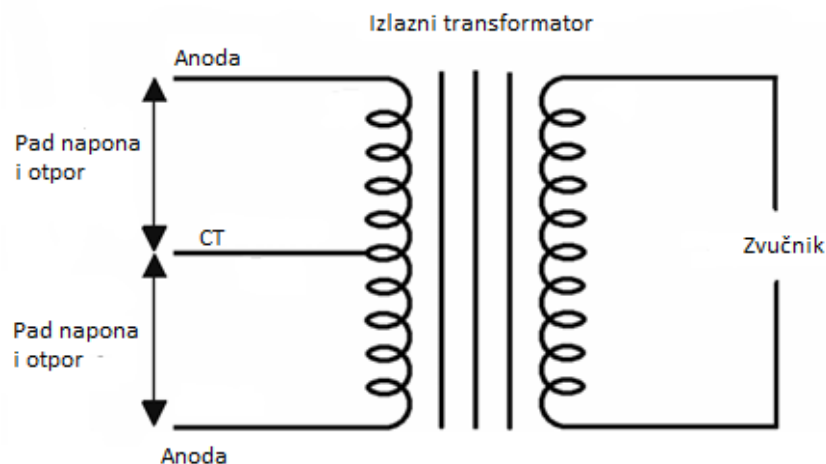 Izlazni transformator
Anoda
Pad napona
i otpor
CT
Zvučnik
Pad napona
i otpor
Anoda